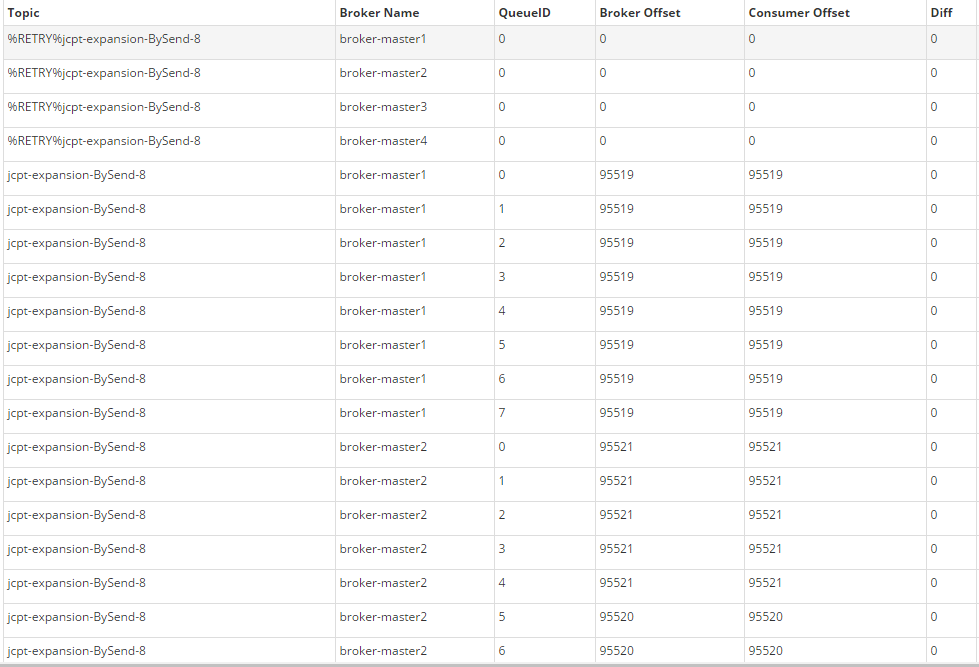 Topic Broker Name QueueID Broker Offset Consumer Offset Diff
%RETRY%jcpt-expansion-BySend-8 broker-master1 0 0 0 0
%RETRY%jcpt-expansion-BySend-8 broker-master2 0 0 0 0
%RETRY%jcpt-expansion-BySend-8 broker-master3 0 0 0 0
%RETRY%jcpt-expansion-BySend-8 broker-master4 0 0 0 0
jcpt-expansion-BySend-8 broker-master1 0 95519 95519 0
jcpt-expansion-BySend-8 broker-master1 1 95519 95519 0
jcpt-expansion-BySend-8 broker-master1 2 95519 95519 0
jcpt-expansion-BySend-8 broker-master1 3 95519 95519 0
jcpt-expansion-BySend-8 broker-master1 4 95519 95519 0
jcpt-expansion-BySend-8 broker-master1 5 95519 95519 0
jcpt-expansion-BySend-8 broker-master1 6 95519 95519 0
jcpt-expansion-BySend-8 broker-master1 7 95519 95519 0
jcpt-expansion-BySend-8 broker-master2 0 95521 95521 0
jcpt-expansion-BySend-8 broker-master2 1 95521 95521 0
jcpt-expansion-BySend-8 broker-master2 2 95521 95521 0
jcpt-expansion-BySend-8 broker-master2 3 95521 95521 0
jcpt-expansion-BySend-8 broker-master2 4 95521 95521 0
jcpt-expansion-BySend-8 broker-master2 5 95520 95520 0
jcpt-expansion-BySend-8 broker-master2 6 95520 95520 0